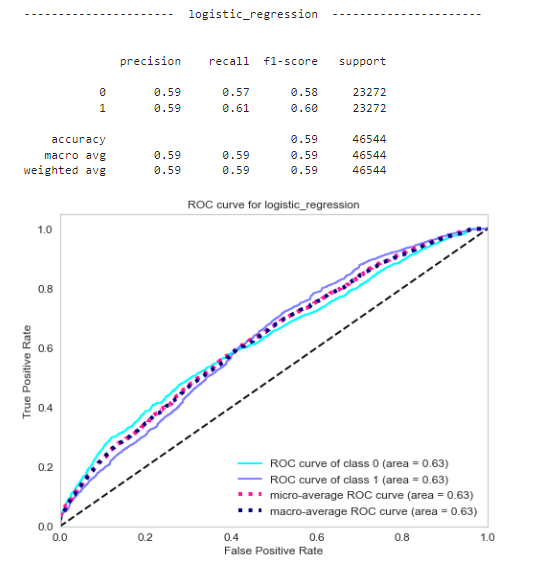 ---------------------- logistic_regression ----------------------
precision recall f1-score support
0 0.59 0.57 0.58 23272
1 0.59 0.61 0.60 23272
accuracy 0.59 46544
macro avg 0.59 0.59 0.59 46544
weighted avg 0.59 0.59 0.59 46544
ROC curve for logistic_regression
1.0
0.8
0.6
0.4
0.2
0.0
True Positive Rate
ROC curve of class 0 (area = 0.63)
ROC curve of class 1 (area = 0.63)
micro-average ROC curve (area = 0.63)
macro-average ROC curve (area = 0.63)
0.0 0.2 0.4 0.6 0.8 1.0
False Positive Rate